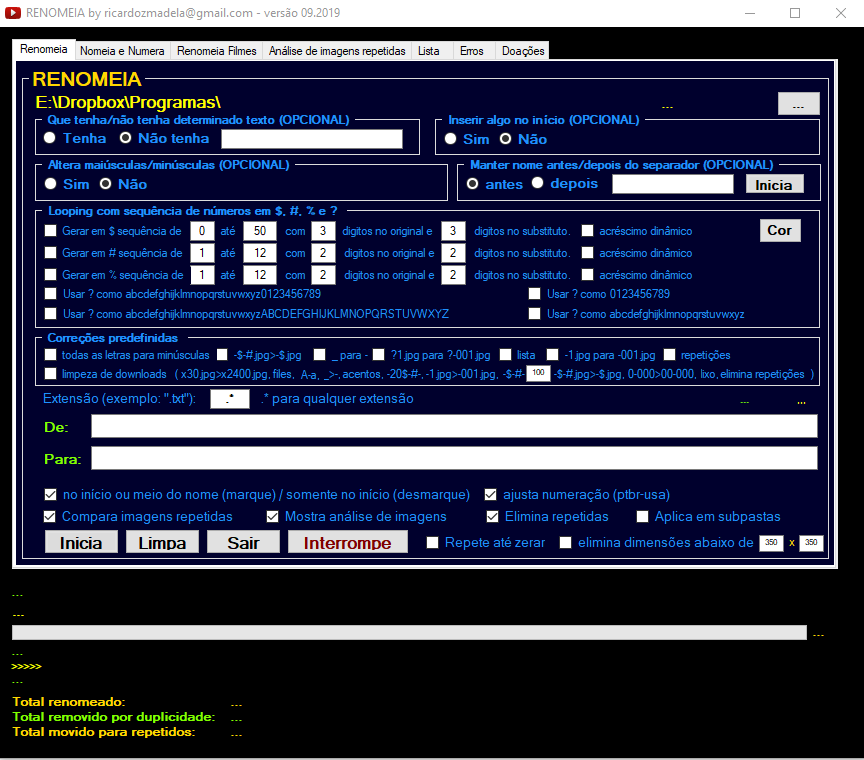 RENOMEIA by ricardozmadela@gmail.com - versão 09.2019
Renomeia Nomeia e Numera Renomeia Filmes Análise de imagens repetidas Lista Erros Doações
RENOMEIA
E:\Dropbox\Programas\ ... ...
Que tenha/não tenha determinado texto (OPCIONAL) Inserir algo no início (OPCIONAL)
Tenha Não tenha Sim Não
Altera maiúsculas/minúsculas (OPCIONAL) Manter nome antes/depois do separador (OPCIONAL)
Sim Não antes depois Inicia
Looping com sequência de números em $, #, % e ?
Gerar em $ sequência de 0 até 50 com 3 digitos no original e 3 digitos no substituto. acréscimo dinâmico Cor
Gerar em # sequência de 1 até 12 com 2 digitos no original e 2 digitos no substituto. acréscimo dinâmico
Gerar em % sequência de 1 até 12 com 2 digitos no original e 2 digitos no substituto. acréscimo dinâmico
Usar ? como abcdefghijklmnopqrstuvwxyz0123456789 Usar ? como 0123456789
Usar ? como abcdefghijklmnopqrstuvwxyzABCDEFGHIJKLMNOPQRSTUVWXYZ Usar ? como abcdefghijklmnopqrstuvwxyz
Correções predefinidas
todas as letras para minúsculas -$-#.jpg>-$.jpg _ para - ?1.jpg para ?-001.jpg lista -1.jpg para -001.jpg repetições
limpeza de downloads ( x30.jpg>x2400.jpg, files, A-a, _>-, acentos, -20$-#-, -1.jpg>-001.jpg, -$-#- 100 -$-#.jpg>-$.jpg, 0-000>00-000, lixo, elimina repetições )
Extensão (exemplo: ".txt"): .* .* para qualquer extensão ... ...
De:
Para:
no início ou meio do nome (marque) / somente no início (desmarque) ajusta numeração (ptbr-usa)
Compara imagens repetidas Mostra análise de imagens Elimina repetidas Aplica em subpastas
Inicia Limpa Sair Interrompe Repete até zerar elimina dimensões abaixo de 350 x 350
...
...
...
...
>>>>>
...
Total renomeado: ...
Total removido por duplicidade: ...
Total movido para repetidos: ...